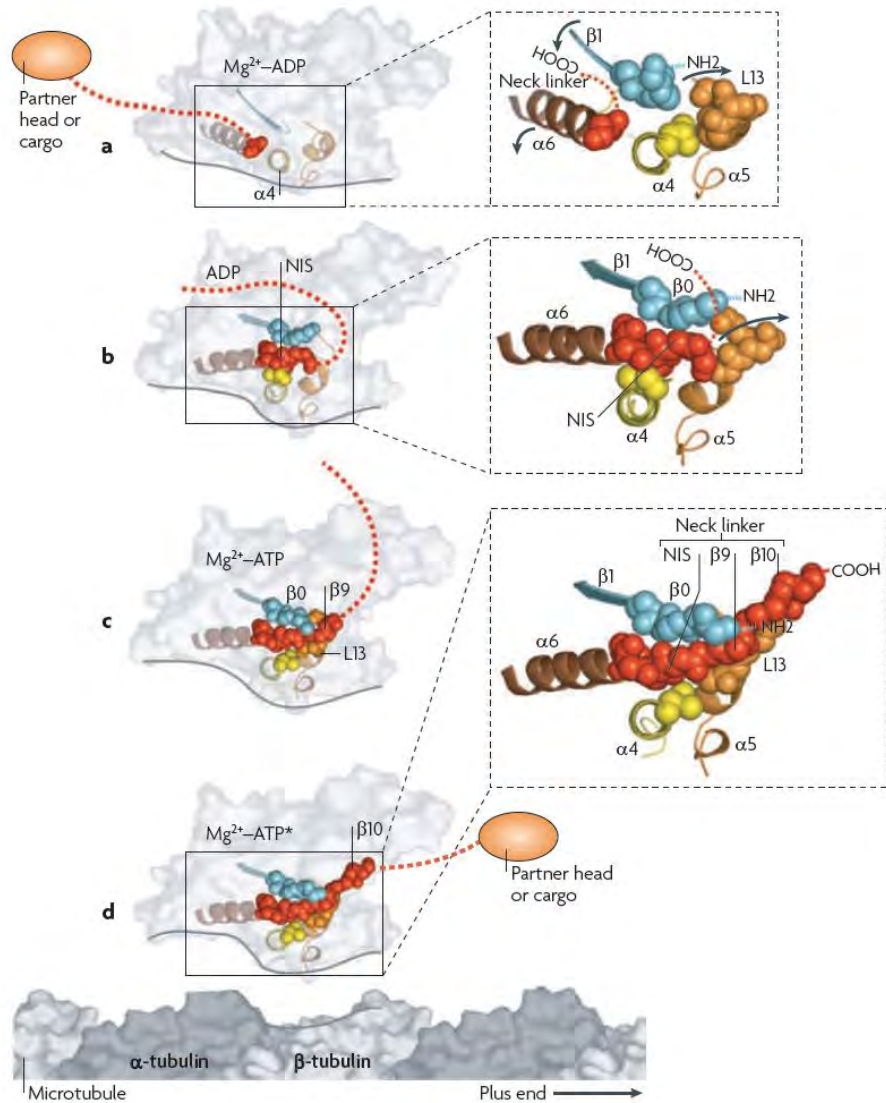 Partner
head or
cargo
a
Mg²⁺–ADP
α4
β1
COOH
Neck linker
NH2
L13
α6
α4
α5
b
ADP
NIS
β1
COOH
β0
NH2
α6
NIS
α4
α5
c
Mg²⁺–ATP
β0
β9
L13
Neck linker
NIS
β9
β10
COOH
β1
β0
NH2
α6
L13
α4
α5
d
Mg²⁺–ATP*
β10
Partner head
or cargo
α-tubulin
β-tubulin
Microtubule
Plus end